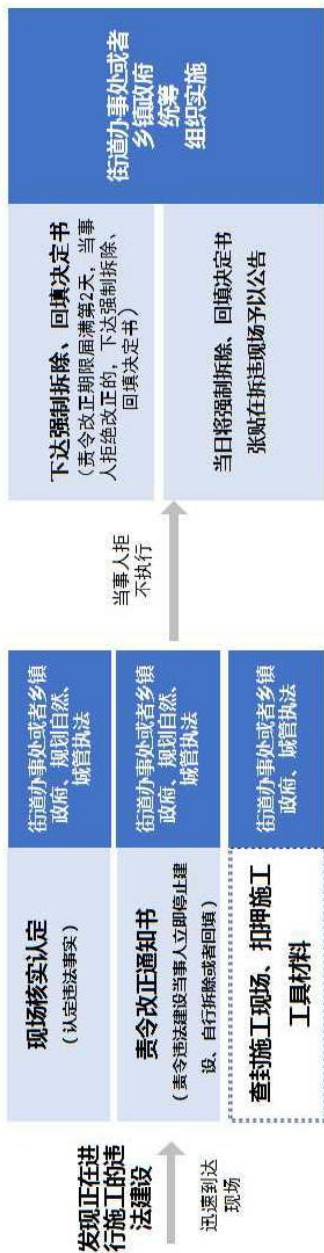 发现正在进
行施工的违
法建设
迅速到达
现场
现场核实认定
（认定违法事实）
街道办事处或者乡镇
政府、规划自然、
城管执法
责令改正通知书
（责令违法建设当事人立即停止建
设、自行拆除或者回填）
街道办事处或者乡镇
政府、规划自然、
城管执法
查封施工现场、扣押施工
工具材料
街道办事处或者乡镇
政府、城管执法
当事人拒
不执行
下达强制拆除、回填决定书
（责令改正期限届满第2天，当事
人拒绝改正的，下达强制拆除、
回填决定书）
当日将强制拆除、回填决定书
张贴在拆违现场予以公告
街道办事处或者
乡镇政府
统筹
组织实施